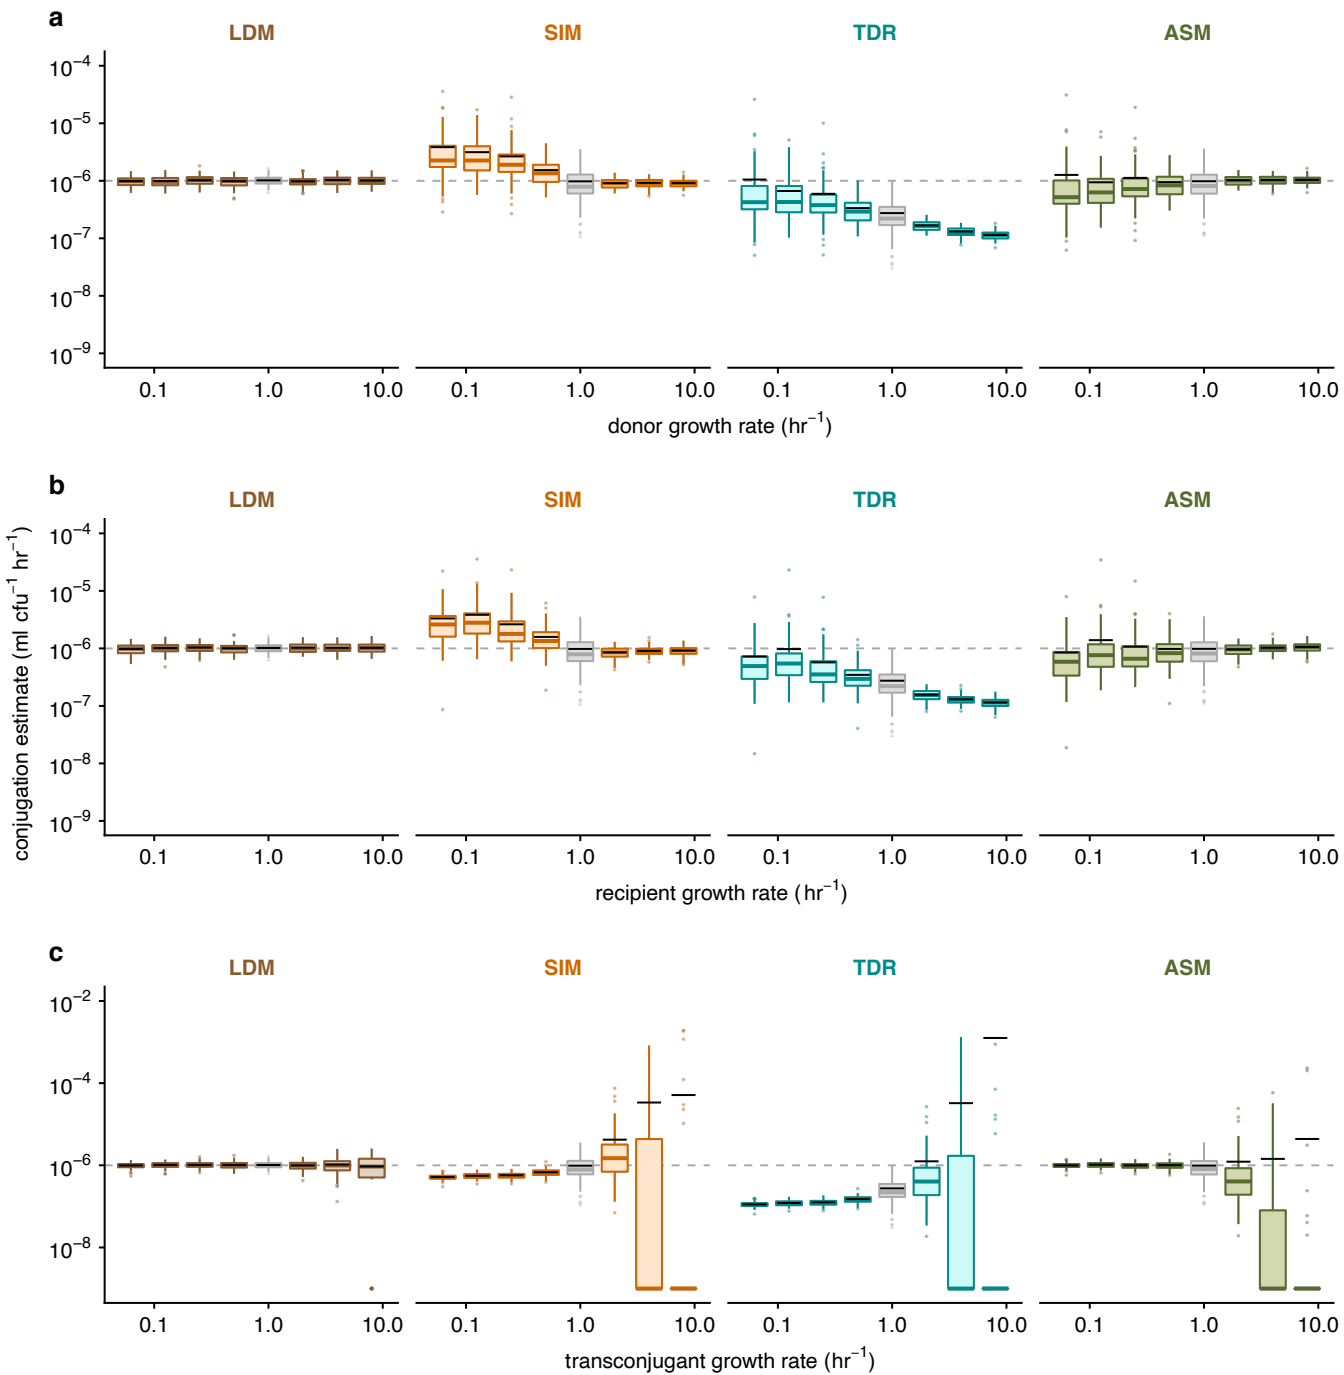 a
LDM SIM TDR ASM
10⁻⁴
10⁻⁵
10⁻⁶
10⁻⁷
10⁻⁸
10⁻⁹
0.1 1.0 10.0 0.1 1.0 10.0 0.1 1.0 10.0 0.1 1.0 10.0
donor growth rate (hr⁻¹)
b
LDM SIM TDR ASM
conjugation estimate (ml cfu⁻¹ hr⁻¹)
10⁻⁴
10⁻⁵
10⁻⁶
10⁻⁷
10⁻⁸
10⁻⁹
0.1 1.0 10.0 0.1 1.0 10.0 0.1 1.0 10.0 0.1 1.0 10.0
recipient growth rate (hr⁻¹)
c
LDM SIM TDR ASM
10⁻²
10⁻⁴
10⁻⁶
10⁻⁸
0.1 1.0 10.0 0.1 1.0 10.0 0.1 1.0 10.0 0.1 1.0 10.0
transconjugant growth rate (hr⁻¹)